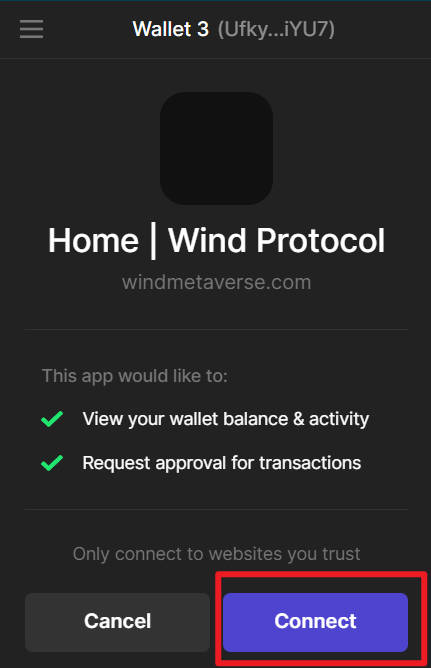 Wallet 3 (Ufky...iYU7)
Home | Wind Protocol
windmetaverse.com
This app would like to:
View your wallet balance & activity
Request approval for transactions
Only connect to websites you trust
Cancel Connect